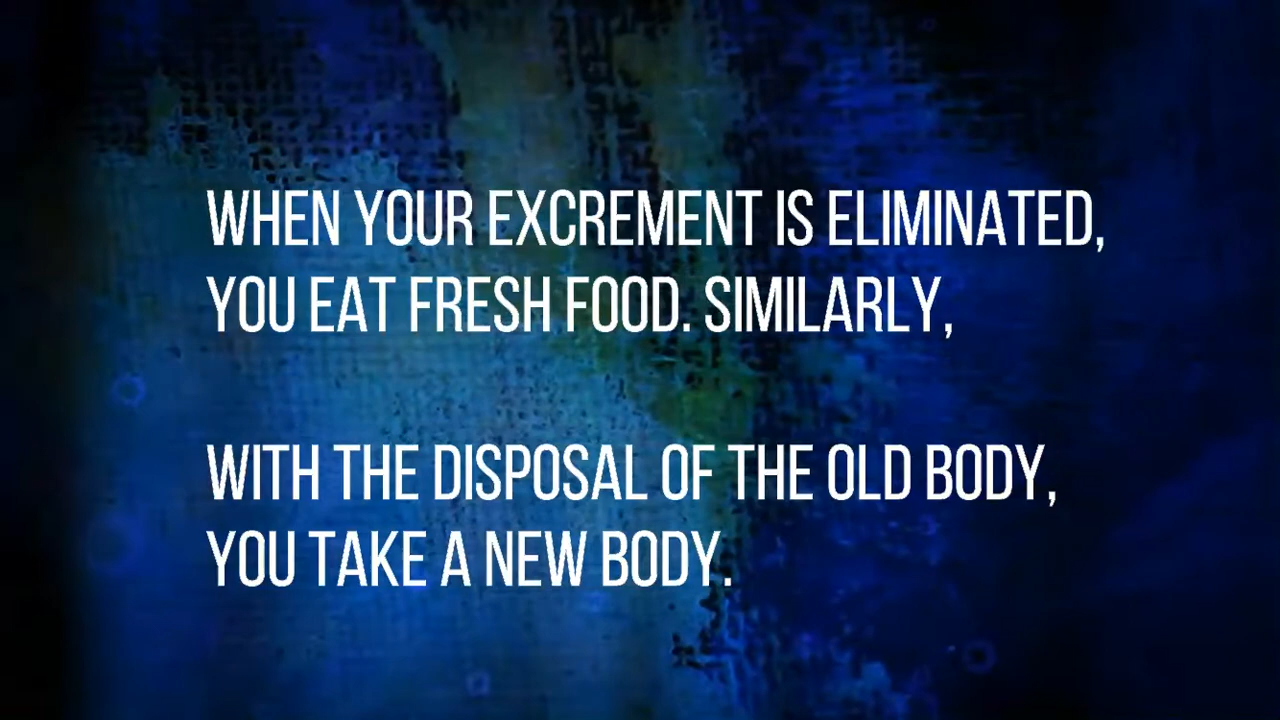 WHEN YOUR EXCREMENT IS ELIMINATED,
YOU EAT FRESH FOOD. SIMILARLY,
WITH THE DISPOSAL OF THE OLD BODY,
YOU TAKE A NEW BODY.